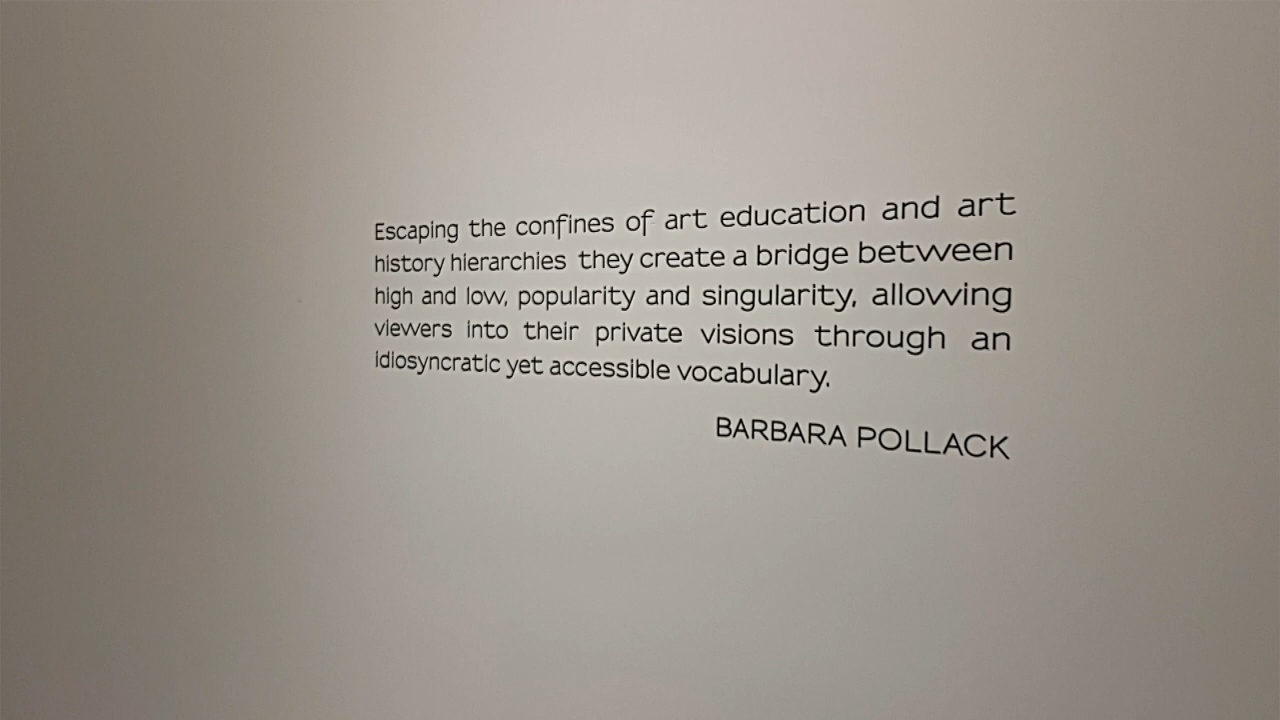 Escaping the confines of art education and art
history hierarchies they create a bridge between
high and low, popularity and singularity, allowing
viewers into their private visions through an
idiosyncratic yet accessible vocabulary.
BARBARA POLLACK